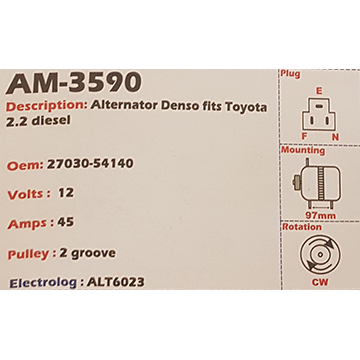 AM-3590
Description: Alternator Denso fits Toyota
2.2 diesel
Oem: 27030-54140
Volts : 12
Amps : 45
Pulley : 2 groove
Electrolog : ALT6023
Plug
E
F N
Mounting
97mm
Rotation
CW